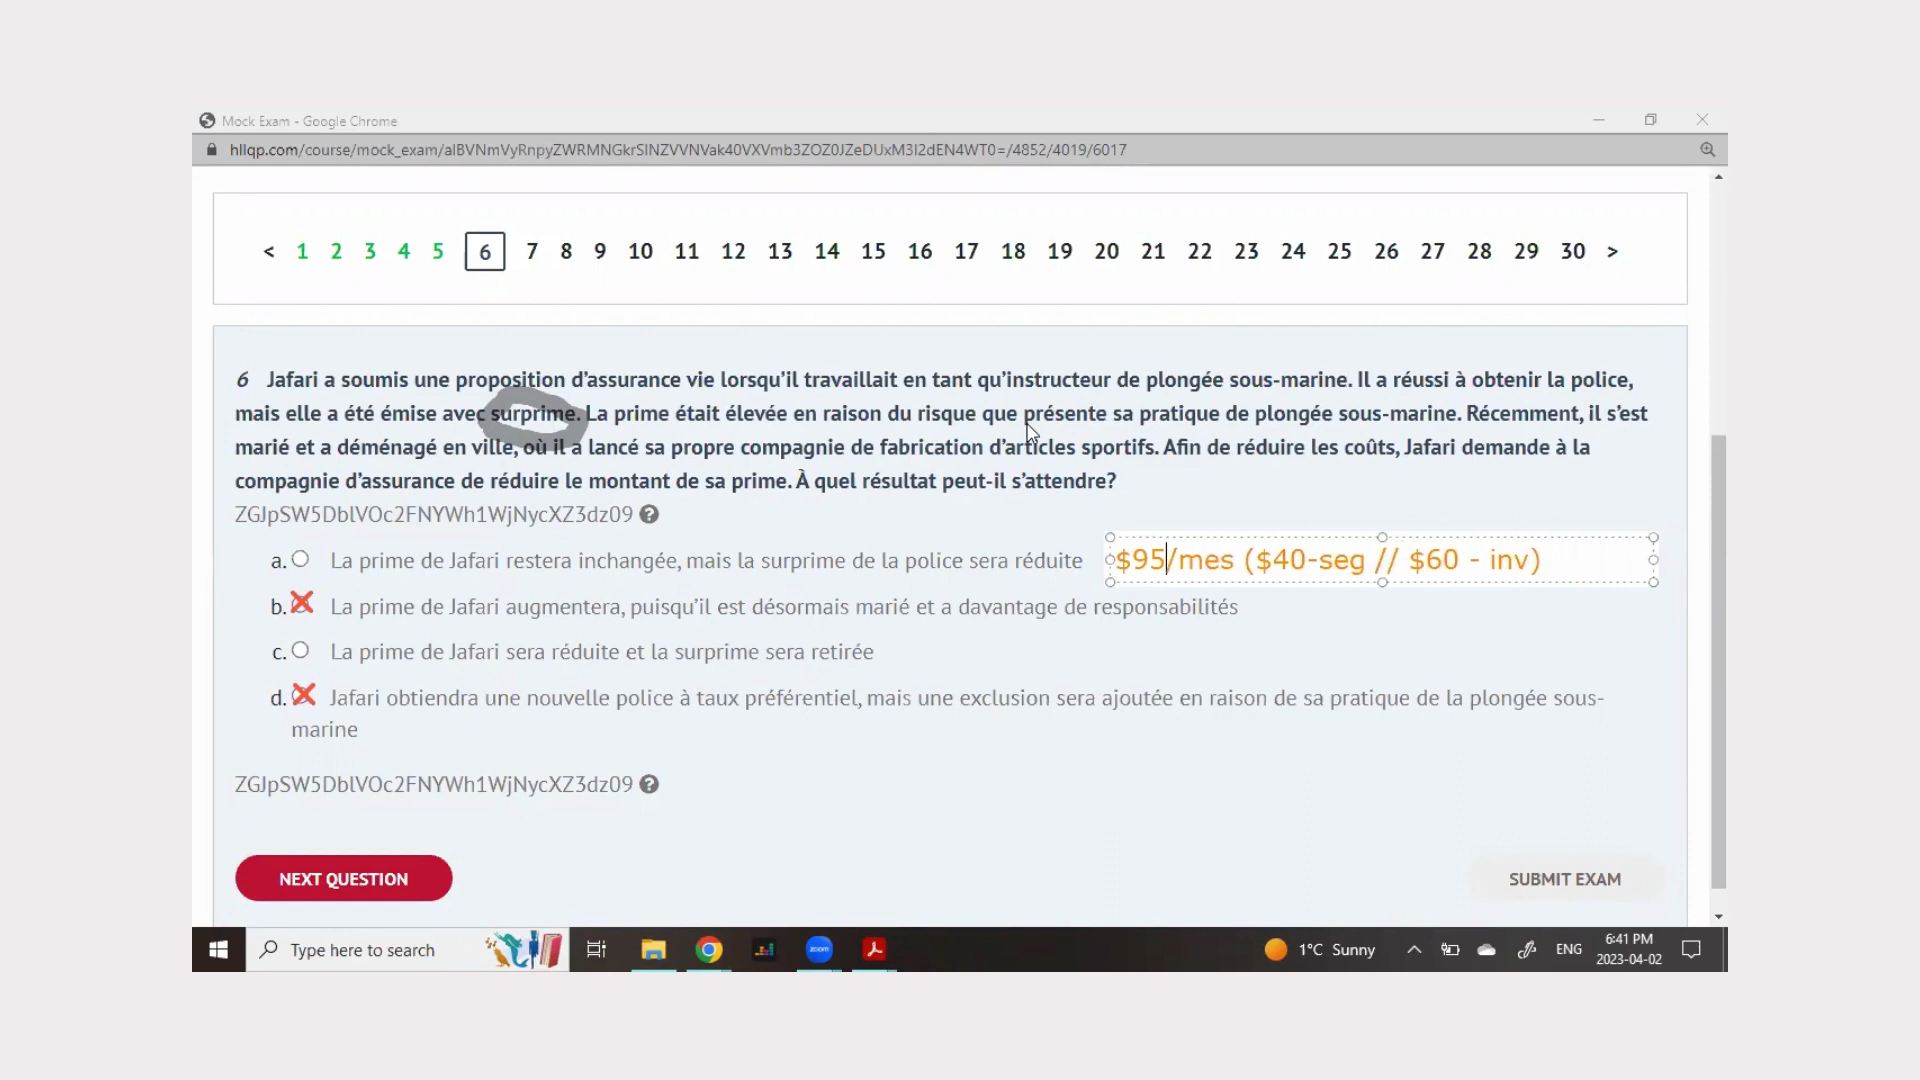 Mock Exam - Google Chrome
< 1 2 3 4 5 6 7 8 9 10 11 12 13 14 15 16 17 18 19 20 21 22 23 24 25 26 27 28 29 30 >
6 Jafari a soumis une proposition d'assurance vie lorsqu'il travaillait en tant qu'instructeur de plongée sous-marine. Il a réussi à obtenir la police,
mais elle a été émise avec surprime. La prime était élevée en raison du risque que présente sa pratique de plongée sous-marine. Récemment, il s'est
marié et a déménagé en ville, où il a lancé sa propre compagnie de fabrication d'articles sportifs. Afin de réduire les coûts, Jafari demande à la
compagnie d'assurance de réduire le montant de sa prime. À quel résultat peut-il s'attendre?
a. La prime de Jafari restera inchangée, mais la surprime de la police sera réduite
$95/mes ($40-seg // $60 - inv)
b. La prime de Jafari augmentera, puisqu'il est désormais marié et a davantage de responsabilités
c. La prime de Jafari sera réduite et la surprime sera retirée
d. Jafari obtiendra une nouvelle police à taux préférentiel, mais une exclusion sera ajoutée en raison de sa pratique de la plongée sous-
marine
NEXT QUESTION
SUBMIT EXAM
Type here to search
zoom
1°C Sunny
ENG
6:41 PM
2023-04-02